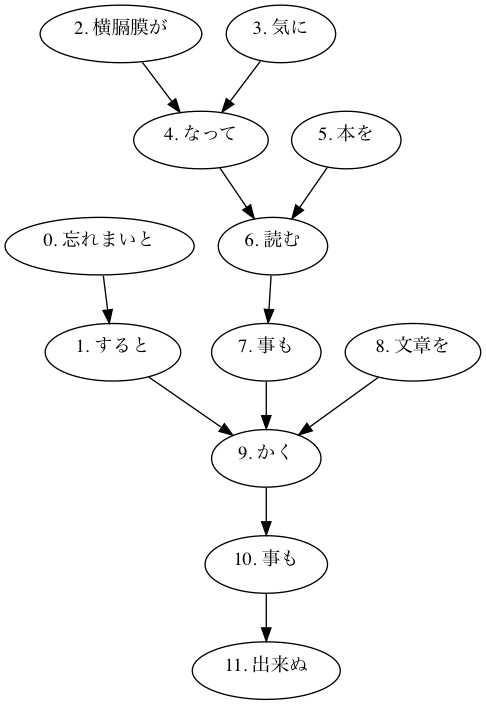 2. 横膈膜が
3. 気に
4. なって
5. 本を
0. 忘れまいと
6. 読む
1. すると
7. 事も
8. 文章を
9. かく
10. 事も
11. 出来ぬ